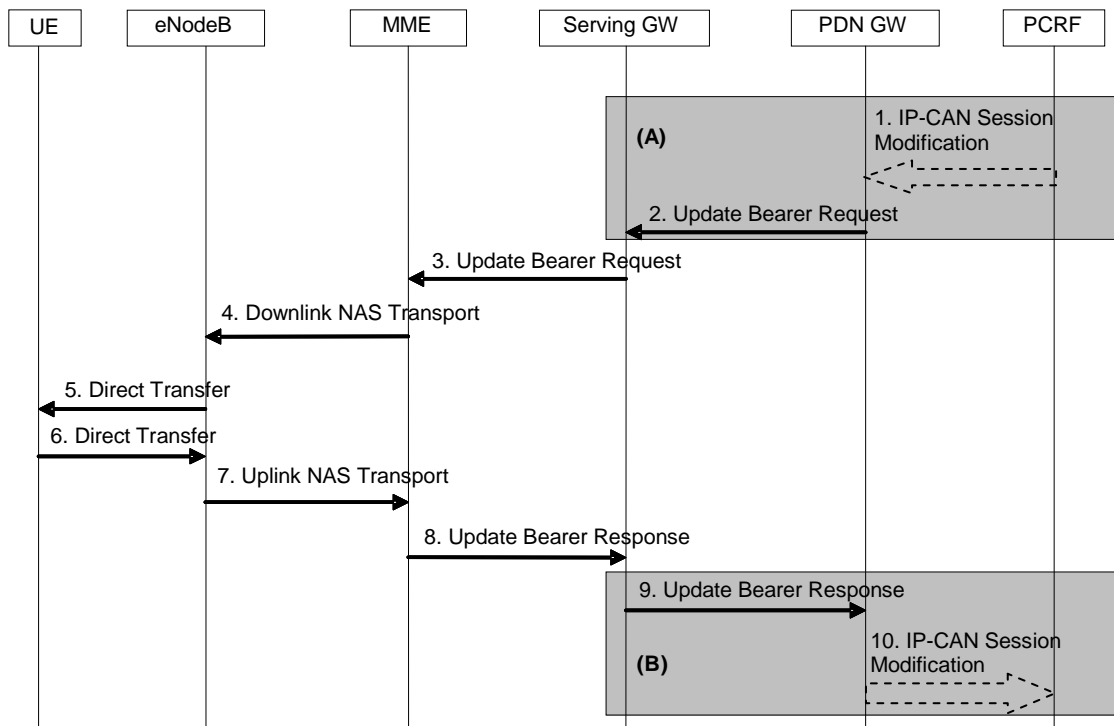 UE
eNodeB
MME
Serving GW
PDN GW
PCRF
(A)
1. IP-CAN Session
Modification
2. Update Bearer Request
3. Update Bearer Request
4. Downlink NAS Transport
5. Direct Transfer
6. Direct Transfer
7. Uplink NAS Transport
8. Update Bearer Response
9. Update Bearer Response
(B)
10. IP-CAN Session
Modification